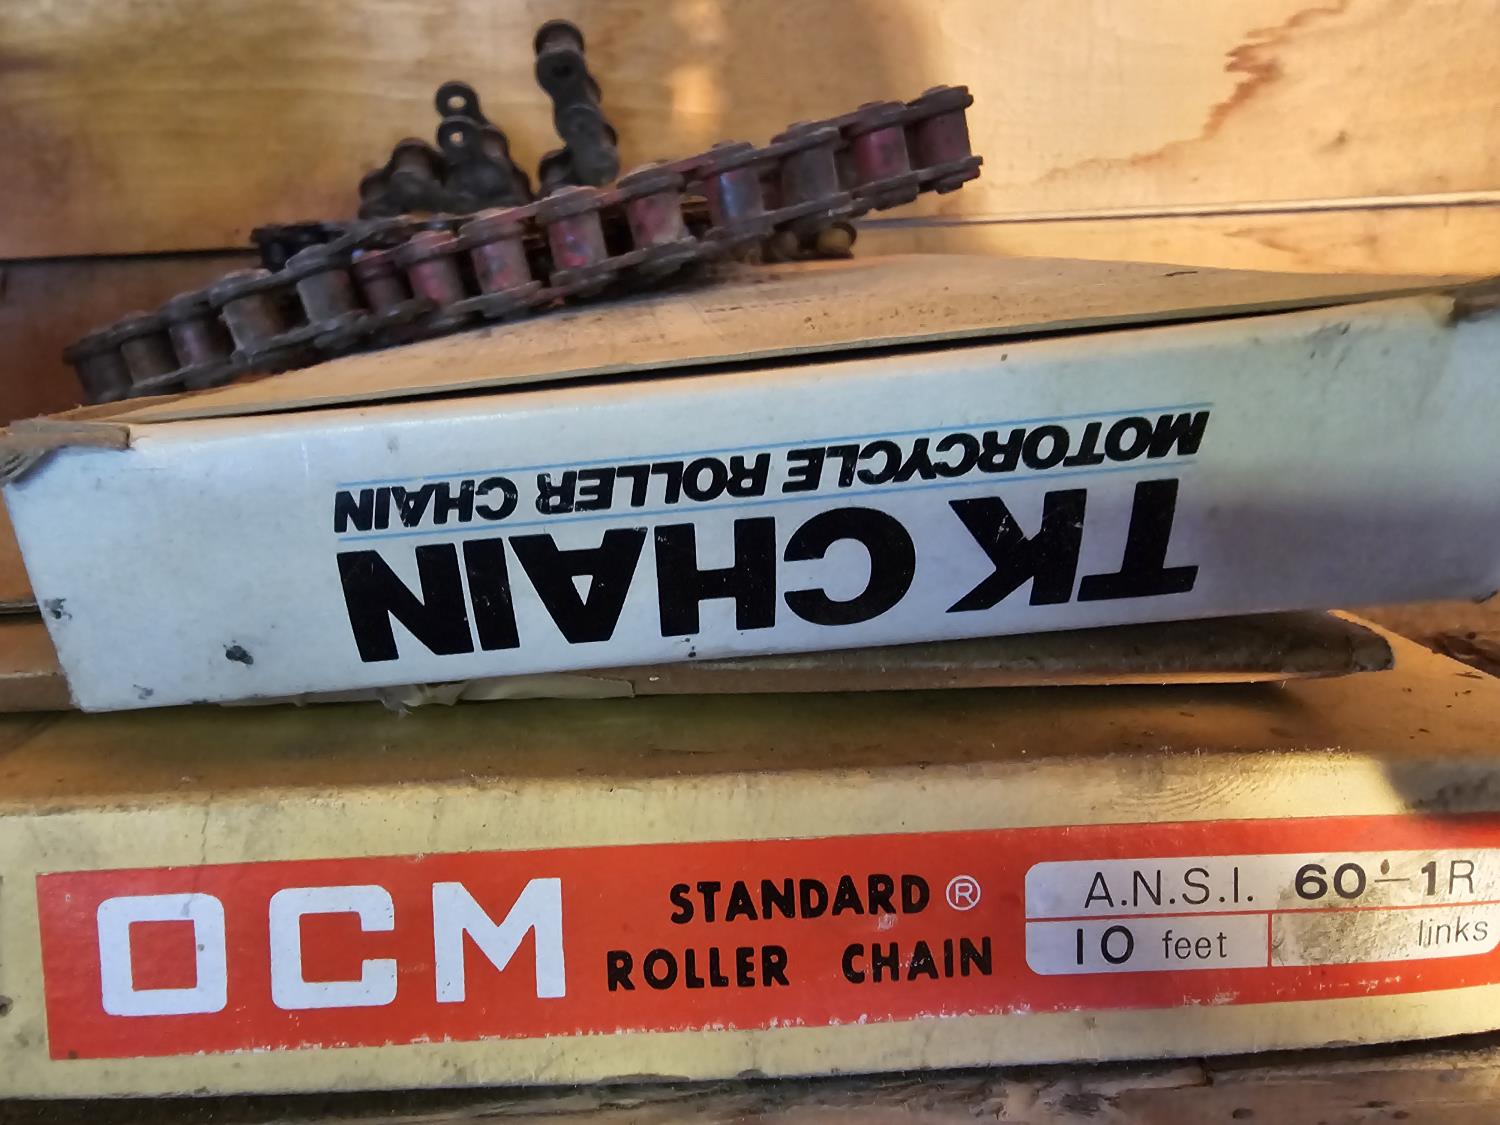 TK CHAIN
MOTORCYCLE ROLLER CHAIN
OCM
STANDARD ®
ROLLER CHAIN
A.N.S.I. 60-1R
10 feet
links